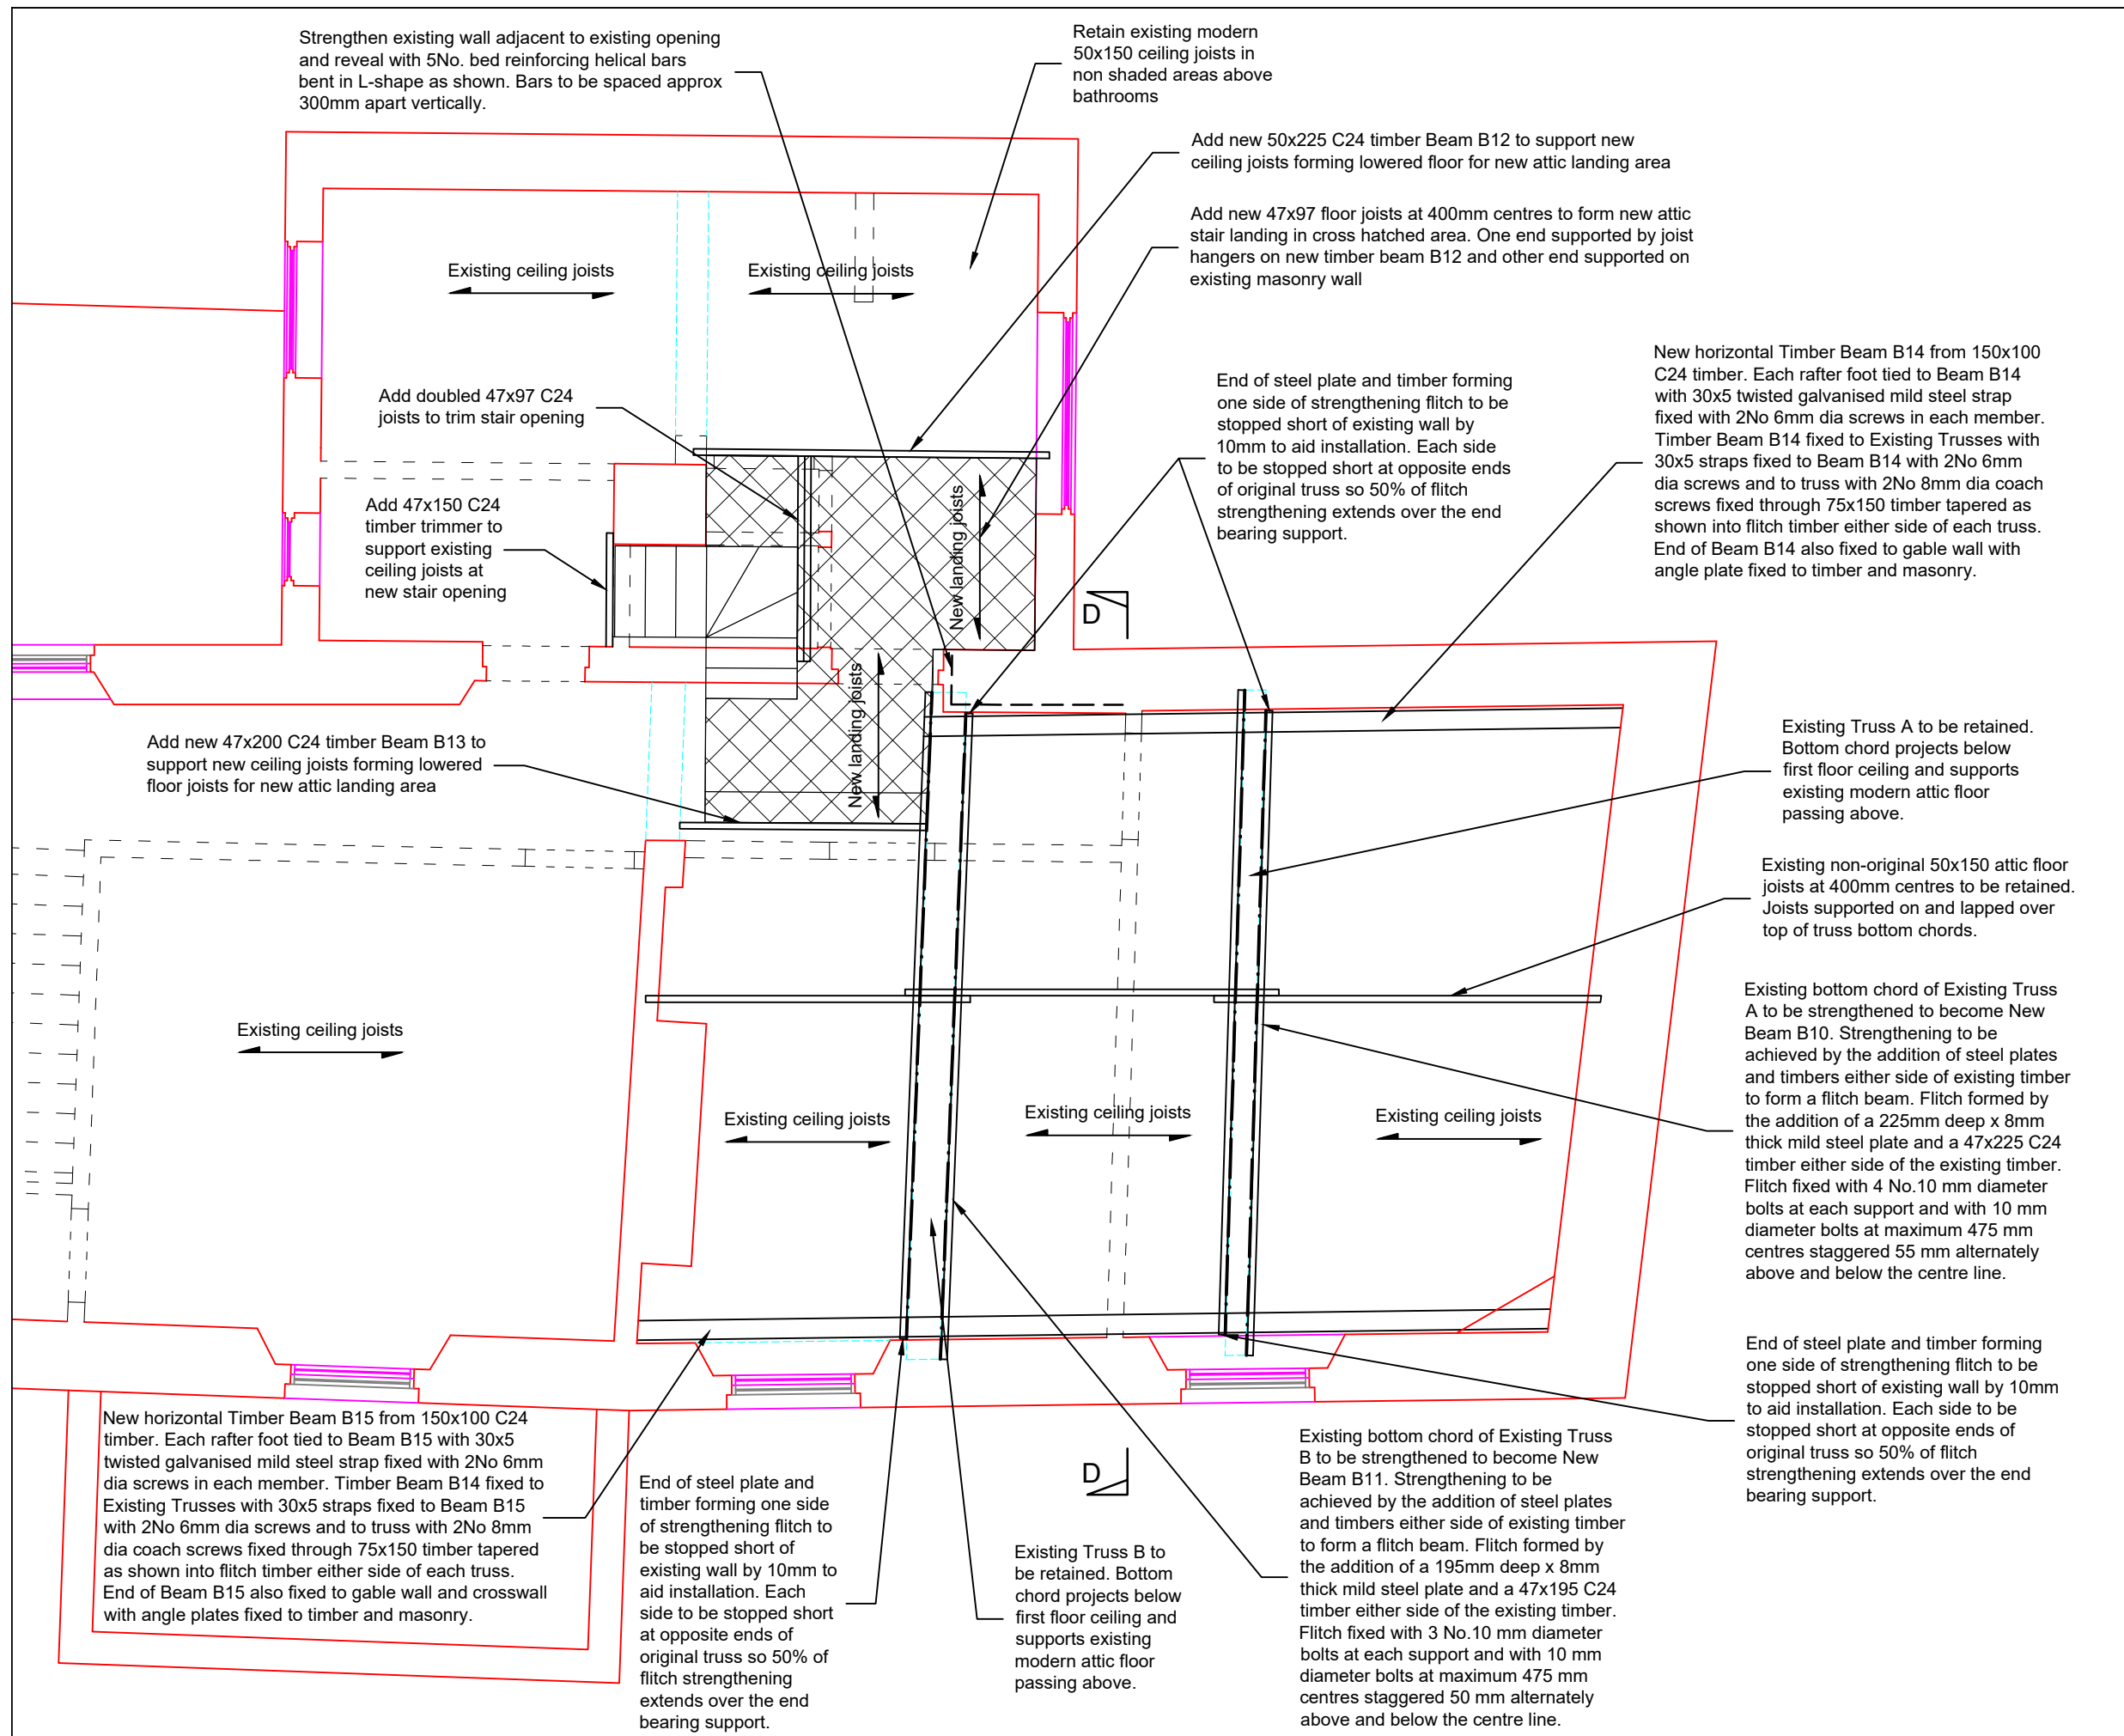 Strengthen existing wall adjacent to existing opening
and reveal with 5No. bed reinforcing helical bars
bent in L-shape as shown. Bars to be spaced approx
300mm apart vertically.
Retain existing modern
50x150 ceiling joists in
non shaded areas above
bathrooms
Add new 50x225 C24 timber Beam B12 to support new
ceiling joists forming lowered floor for new attic landing area
Add new 47x97 floor joists at 400mm centres to form new attic
stair landing in cross hatched area. One end supported by joist
hangers on new timber beam B12 and other end supported on
existing masonry wall
Existing ceiling joists
Existing ceiling joists
New horizontal Timber Beam B14 from 150x100
C24 timber. Each rafter foot tied to Beam B14
with 30x5 twisted galvanised mild steel strap
fixed with 2No 6mm dia screws in each member.
Timber Beam B14 fixed to Existing Trusses with
30x5 straps fixed to Beam B14 with 2No 6mm
dia screws and to truss with 2No 8mm dia coach
screws fixed through 75x150 timber tapered as
shown into flitch timber either side of each truss.
End of Beam B14 also fixed to gable wall with
angle plate fixed to timber and masonry.
End of steel plate and timber forming
one side of strengthening flitch to be
stopped short of existing wall by
10mm to aid installation. Each side
to be stopped short at opposite ends
of original truss so 50% of flitch
strengthening extends over the end
bearing support.
Add doubled 47x97 C24
joists to trim stair opening
Add 47x150 C24
timber trimmer to
support existing
ceiling joists at
new stair opening
New landing joists
D
New landing joists
Add new 47x200 C24 timber Beam B13 to
support new ceiling joists forming lowered
floor joists for new attic landing area
Existing Truss A to be retained.
Bottom chord projects below
first floor ceiling and supports
existing modern attic floor
passing above.
Existing non-original 50x150 attic floor
joists at 400mm centres to be retained.
Joists supported on and lapped over
top of truss bottom chords.
Existing bottom chord of Existing Truss
A to be strengthened to become New
Beam B10. Strengthening to be
achieved by the addition of steel plates
and timbers either side of existing timber
to form a flitch beam. Flitch formed by
the addition of a 225mm deep x 8mm
thick mild steel plate and a 47x225 C24
timber either side of the existing timber.
Flitch fixed with 4 No.10 mm diameter
bolts at each support and with 10 mm
diameter bolts at maximum 475 mm
centres staggered 55 mm alternately
above and below the centre line.
Existing ceiling joists
Existing ceiling joists
Existing ceiling joists
Existing ceiling joists
End of steel plate and timber forming
one side of strengthening flitch to be
stopped short of existing wall by 10mm
to aid installation. Each side to be
stopped short at opposite ends of
original truss so 50% of flitch
strengthening extends over the end
bearing support.
New horizontal Timber Beam B15 from 150x100 C24
timber. Each rafter foot tied to Beam B15 with 30x5
twisted galvanised mild steel strap fixed with 2No 6mm
dia screws in each member. Timber Beam B14 fixed to
Existing Trusses with 30x5 straps fixed to Beam B15
with 2No 6mm dia screws and to truss with 2No 8mm
dia coach screws fixed through 75x150 timber tapered
as shown into flitch timber either side of each truss.
End of Beam B15 also fixed to gable wall and crosswall
with angle plates fixed to timber and masonry.
End of steel plate and
timber forming one side
of strengthening flitch to
be stopped short of
existing wall by 10mm to
aid installation. Each
side to be stopped short
at opposite ends of
original truss so 50% of
flitch strengthening
extends over the end
bearing support.
D
Existing Truss B to
be retained. Bottom
chord projects below
first floor ceiling and
supports existing
modern attic floor
passing above.
Existing bottom chord of Existing Truss
B to be strengthened to become New
Beam B11. Strengthening to be
achieved by the addition of steel plates
and timbers either side of existing timber
to form a flitch beam. Flitch formed by
the addition of a 195mm deep x 8mm
thick mild steel plate and a 47x195 C24
timber either side of the existing timber.
Flitch fixed with 3 No.10 mm diameter
bolts at each support and with 10 mm
diameter bolts at maximum 475 mm
centres staggered 50 mm alternately
above and below the centre line.